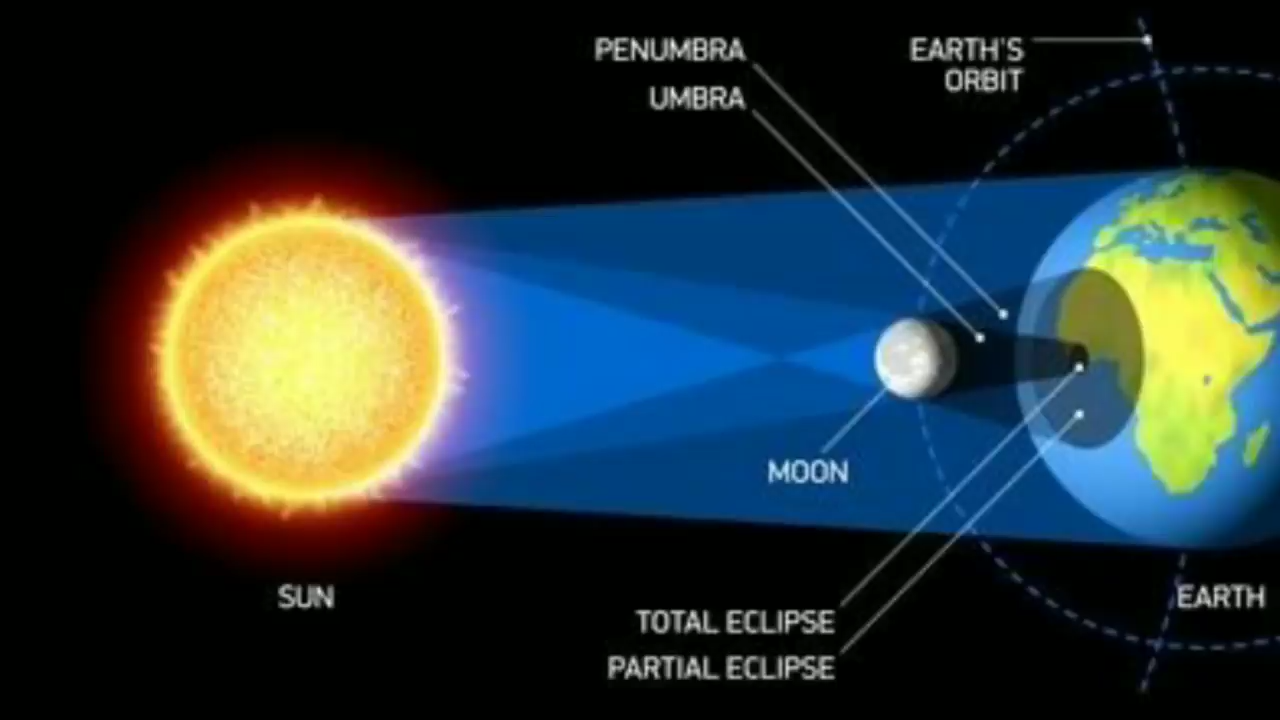 PENUMBRA
UMBRA
EARTH'S
ORBIT
MOON
SUN
EARTH
TOTAL ECLIPSE
PARTIAL ECLIPSE